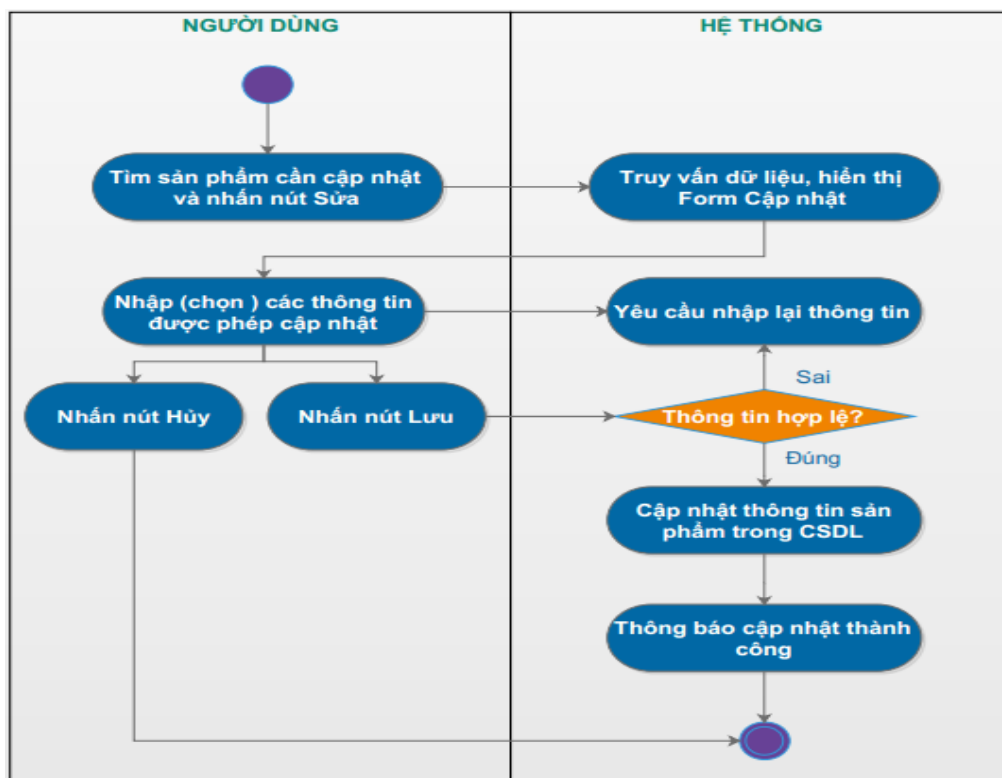 NGƯỜI DÙNG
HỆ THỐNG
Tìm sản phẩm cần cập nhật
và nhấn nút Sửa
Truy vấn dữ liệu, hiển thị
Form Cập nhật
Nhập (chọn ) các thông tin
được phép cập nhật
Yêu cầu nhập lại thông tin
Sai
Nhấn nút Hủy
Nhấn nút Lưu
Thông tin hợp lệ?
Đúng
Cập nhật thông tin sản
phẩm trong CSDL
Thông báo cập nhật thành
công